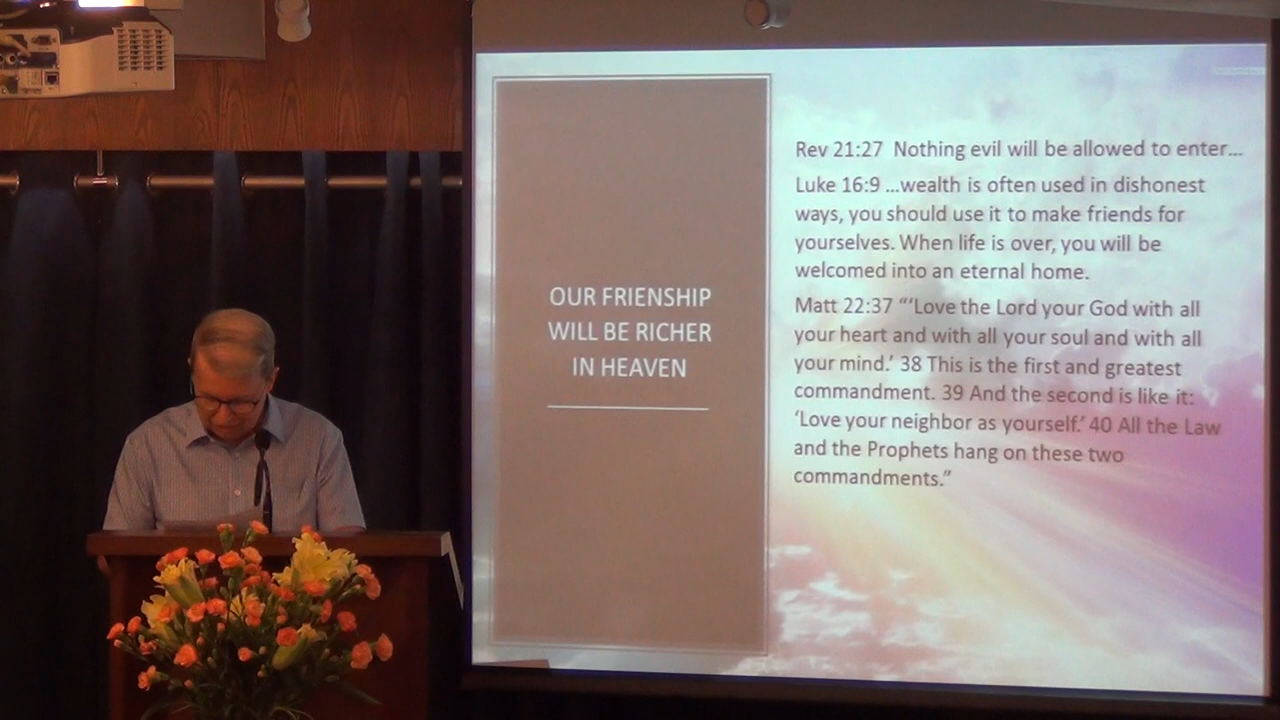 OUR FRIENSHIP
WILL BE RICHER
IN HEAVEN
Rev 21:27 Nothing evil will be allowed to enter...
Luke 16:9 ...wealth is often used in dishonest
ways, you should use it to make friends for
yourselves. When life is over, you will be
welcomed into an eternal home.
Matt 22:37 “‘Love the Lord your God with all
your heart and with all your soul and with all
your mind.’ 38 This is the first and greatest
commandment. 39 And the second is like it:
‘Love your neighbor as yourself.’ 40 All the Law
and the Prophets hang on these two
commandments.”